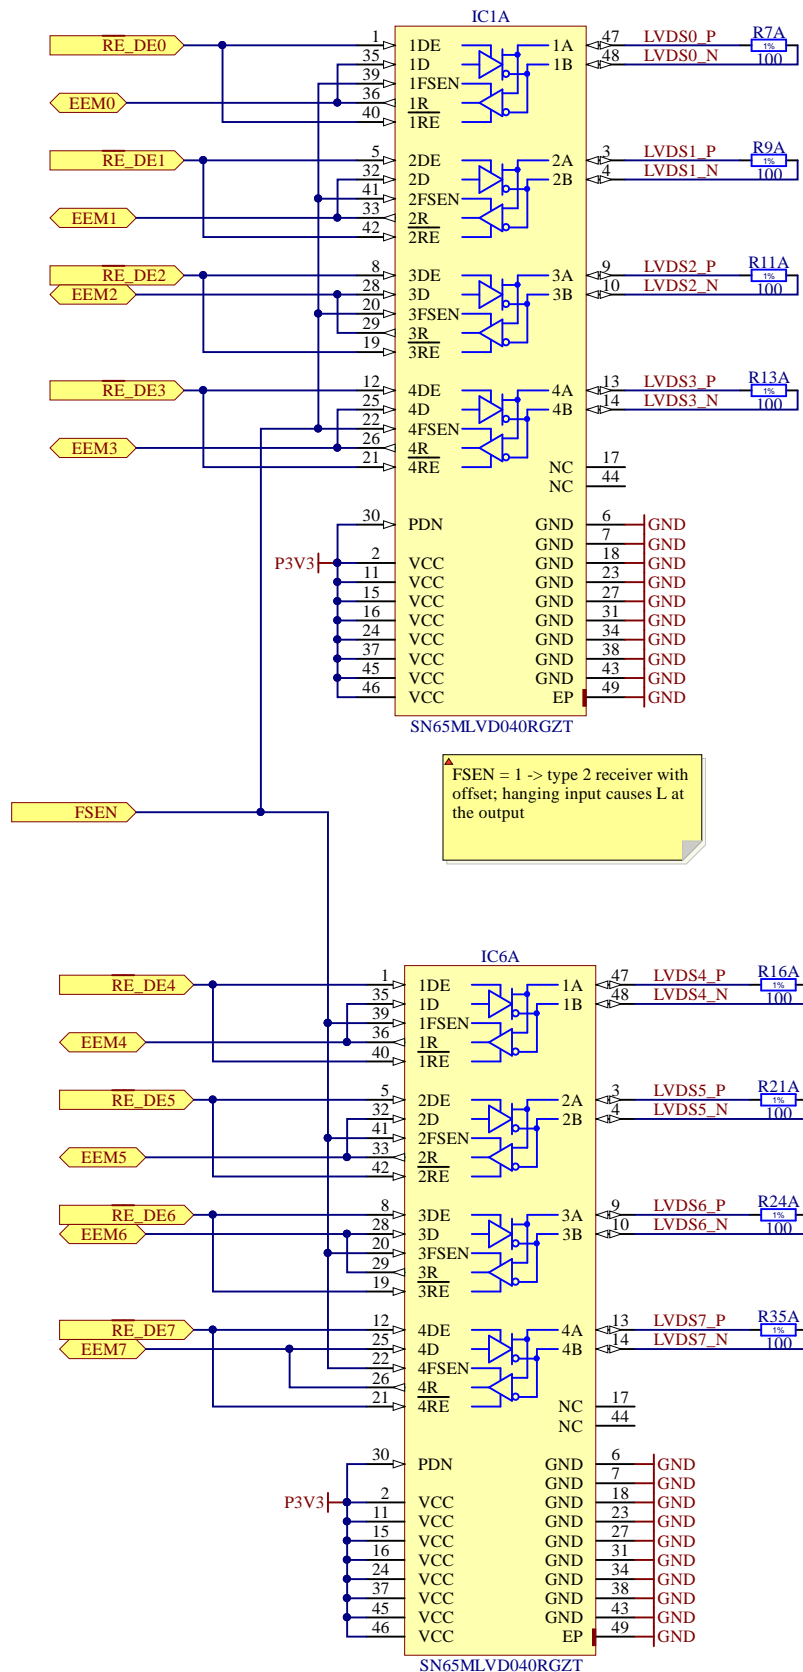 IC1A
RE_DE0 1 1DE 1A 47 LVDS0_P R7A
1%
35 1D 1B 48 LVDS0_N 100
39 1FSEN
EEM0 36 1R
40 1RE
RE_DE1 5 2DE 2A 3 LVDS1_P R9A
1%
32 2D 2B 4 LVDS1_N 100
41 2FSEN
EEM1 33 2R
42 2RE
RE_DE2 8 3DE 3A 9 LVDS2_P R11A
1%
EEM2 28 3D 3B 10 LVDS2_N 100
20 3FSEN
29 3R
19 3RE
RE_DE3 12 4DE 4A 13 LVDS3_P R13A
1%
25 4D 4B 14 LVDS3_N 100
22 4FSEN
EEM3 26 4R
21 4RE NC 17
NC 44
30 PDN GND 6 GND
GND 7 GND
P3V3 2 VCC GND 18 GND
11 VCC GND 23 GND
15 VCC GND 27 GND
16 VCC GND 31 GND
24 VCC GND 34 GND
37 VCC GND 38 GND
45 VCC GND 43 GND
46 VCC EP 49 GND
SN65MLVD040RGZT
FSEN = 1 -> type 2 receiver with
offset; hanging input causes L at
the output
FSEN
IC6A
RE_DE4 1 1DE 1A 47 LVDS4_P R16A
1%
35 1D 1B 48 LVDS4_N 100
39 1FSEN
EEM4 36 1R
40 1RE
RE_DE5 5 2DE 2A 3 LVDS5_P R21A
1%
32 2D 2B 4 LVDS5_N 100
41 2FSEN
EEM5 33 2R
42 2RE
RE_DE6 8 3DE 3A 9 LVDS6_P R24A
1%
EEM6 28 3D 3B 10 LVDS6_N 100
20 3FSEN
29 3R
19 3RE
RE_DE7 12 4DE 4A 13 LVDS7_P R35A
1%
EEM7 25 4D 4B 14 LVDS7_N 100
22 4FSEN
26 4R
21 4RE NC 17
NC 44
30 PDN GND 6 GND
GND 7 GND
P3V3 2 VCC GND 18 GND
11 VCC GND 23 GND
15 VCC GND 27 GND
16 VCC GND 31 GND
24 VCC GND 34 GND
37 VCC GND 38 GND
45 VCC GND 43 GND
46 VCC EP 49 GND
SN65MLVD040RGZT